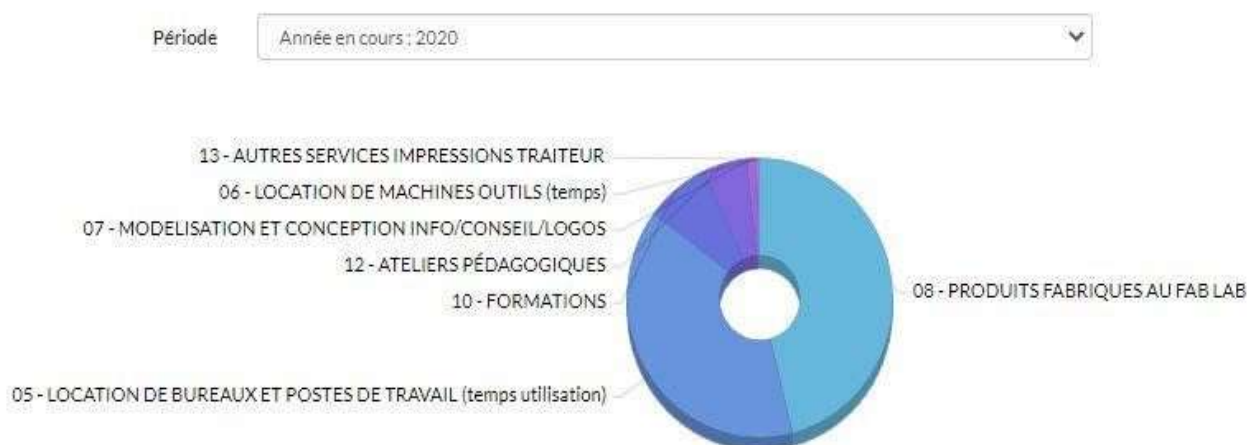 Période
Année en cours : 2020
13 - AUTRES SERVICES IMPRESSIONS TRAITEUR
06 - LOCATION DE MACHINES OUTILS (temps)
07 - MODELISATION ET CONCEPTION INFO/CONSEIL/LOGOS
12 - ATELIERS PÉDAGOGIQUES
10 - FORMATIONS
08 - PRODUITS FABRIQUES AU FAB LAB
05 - LOCATION DE BUREAUX ET POSTES DE TRAVAIL (temps utilisation)